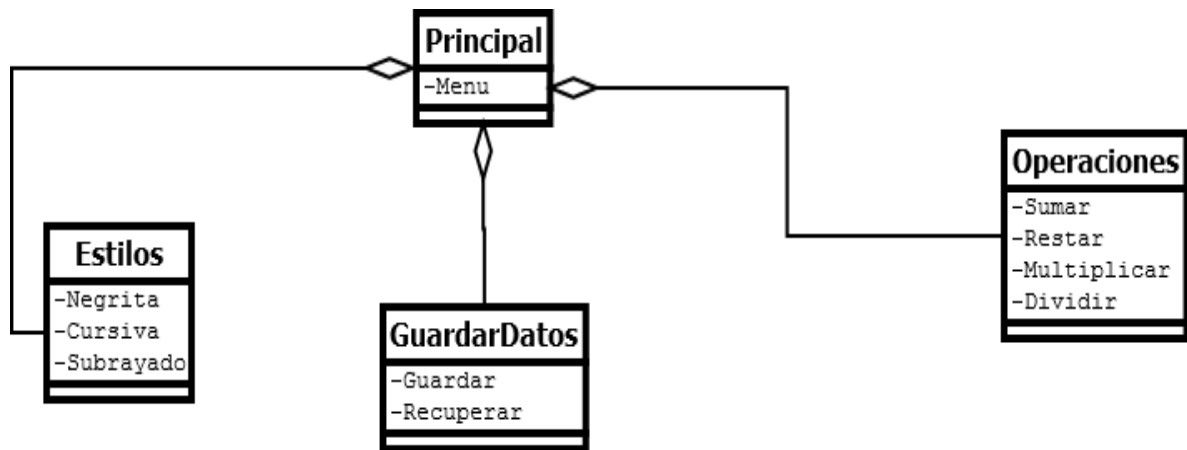 Principal
-Menu
Operaciones
-Sumar
-Restar
-Multiplicar
-Dividir
Estilos
-Negrita
-Cursiva
-Subrayado
GuardarDatos
-Guardar
-Recuperar